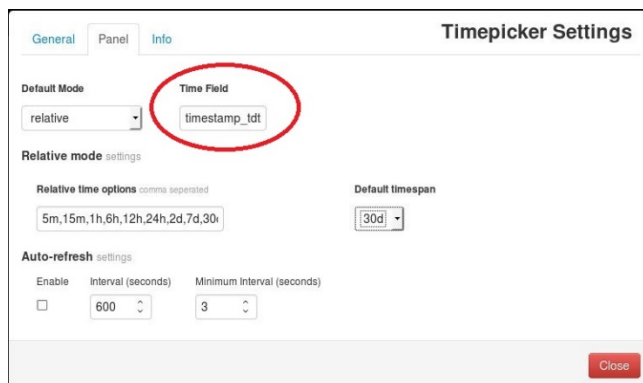 Timepicker Settings
General Panel Info
Default Mode Time Field
relative timestamp_tdt
Relative mode settings
Relative time options comma seperated Default timespan
5m,15m,1h,6h,12h,24h,2d,7d,30 30d
Auto-refresh settings
Enable Interval (seconds) Minimum Interval (seconds)
600 3
Close